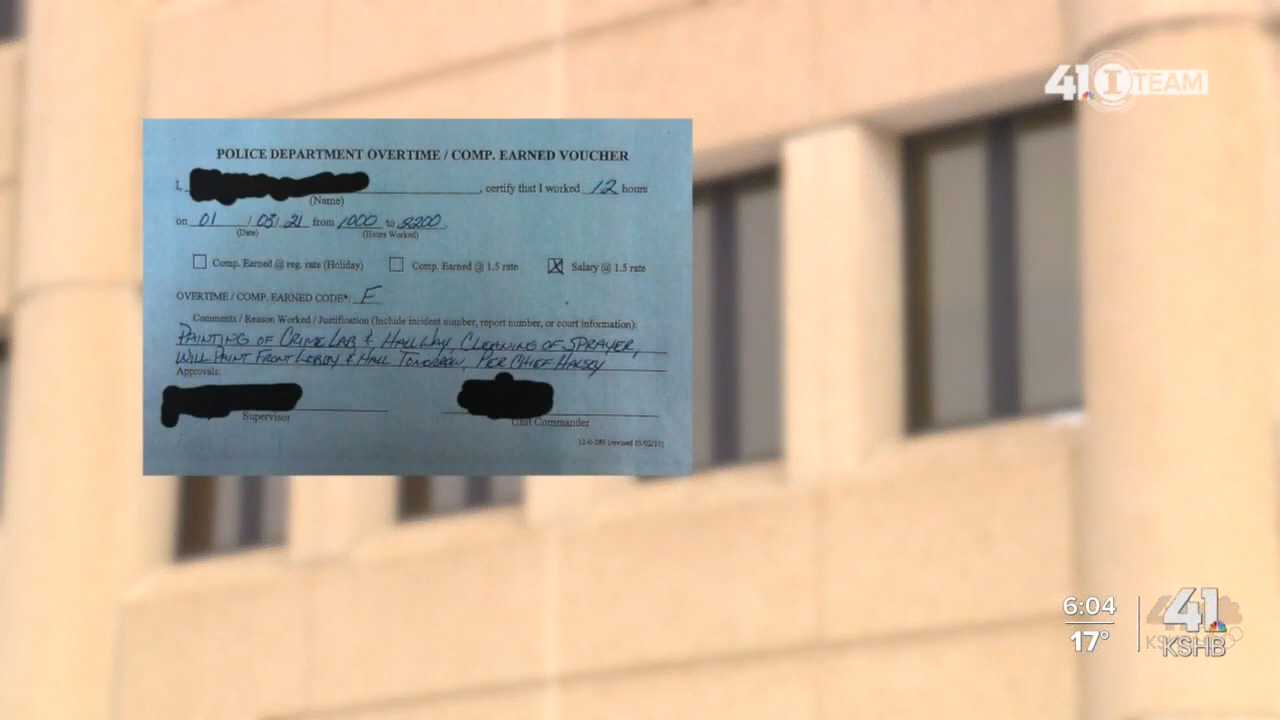 41 I TEAM
POLICE DEPARTMENT OVERTIME / COMP. EARNED VOUCHER
I, , certify that I worked 12 hours
(Name)
on 01 / 03 / 21 from 1000 to 2200
(Date) (Hours Worked)
Comp. Earned @ reg. rate (Holiday) Comp. Earned @ 1.5 rate X Salary @ 1.5 rate
OVERTIME / COMP. EARNED CODE*: F
Comments / Reason Worked / Justification (Include incident number, report number, or court information):
PAINTING OF CRIME LAB & HALLWAY, CLEANING OF SPRAYER,
WILL PAINT FRONT LOBBY & HALL TOMORROW, PER CHIEF HALSEY
Approvals:
Supervisor Unit Commander
(revised
6:04
17°
41
KSHB